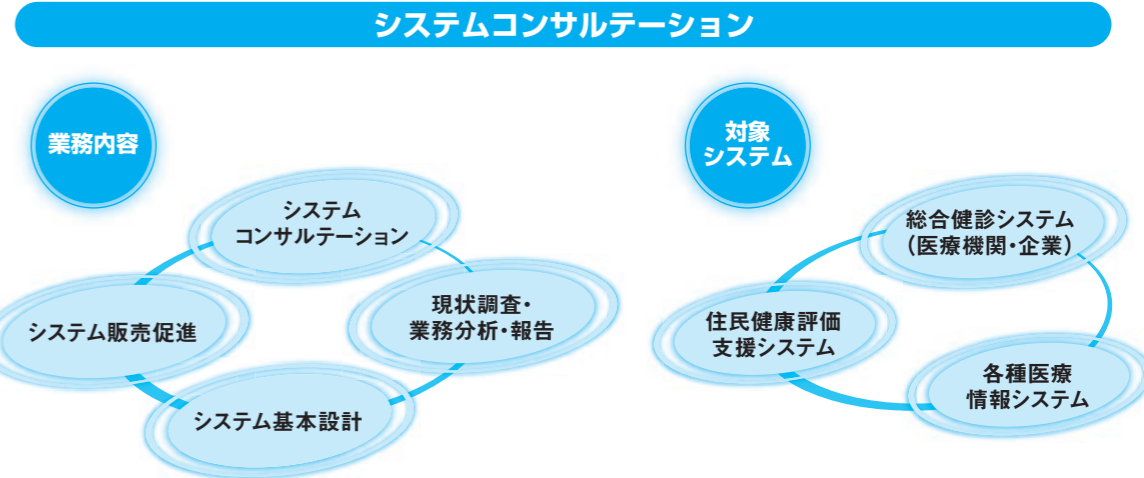 システムコンサルテーション
業務内容
システム
コンサルテーション
現状調査・
業務分析・報告
システム基本設計
システム販売促進
対象
システム
総合健診システム
（医療機関・企業）
各種医療
情報システム
住民健康評価
支援システム